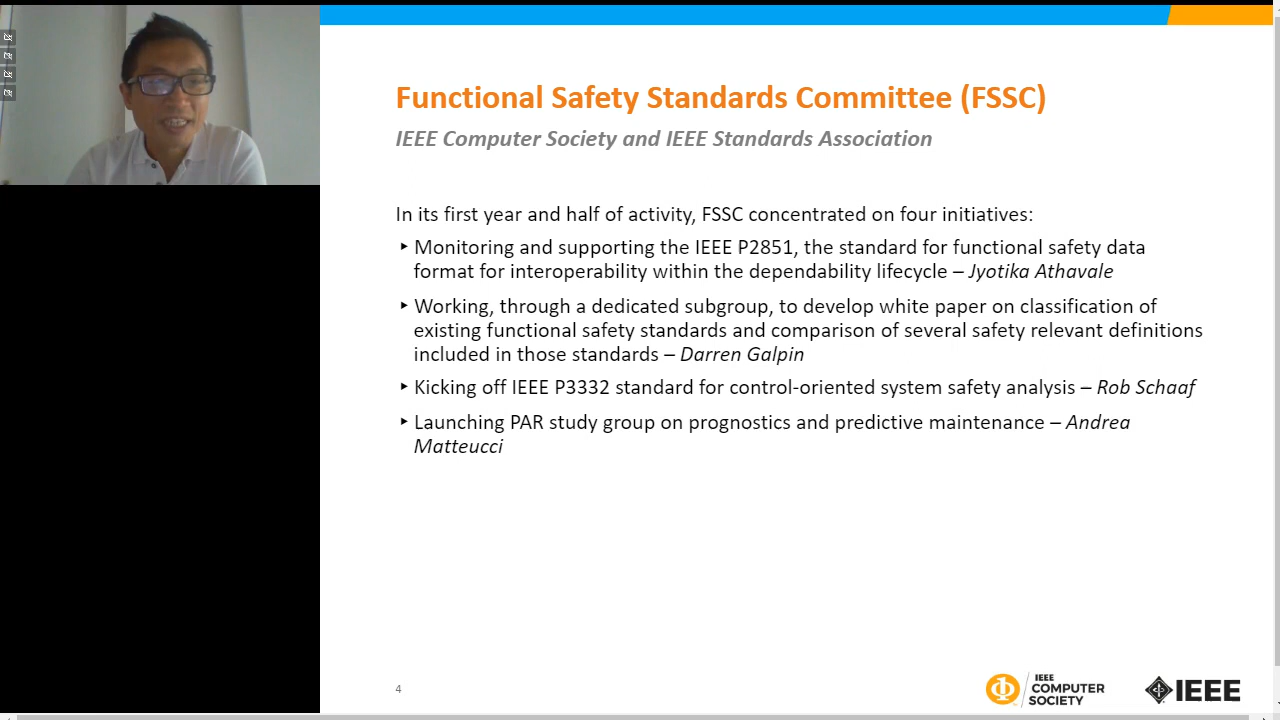 Functional Safety Standards Committee (FSSC)
IEEE Computer Society and IEEE Standards Association
In its first year and half of activity, FSSC concentrated on four initiatives:
‣ Monitoring and supporting the IEEE P2851, the standard for functional safety data
format for interoperability within the dependability lifecycle – Jyotika Athavale
‣ Working, through a dedicated subgroup, to develop white paper on classification of
existing functional safety standards and comparison of several safety relevant definitions
included in those standards – Darren Galpin
‣ Kicking off IEEE P3332 standard for control-oriented system safety analysis – Rob Schaaf
‣ Launching PAR study group on prognostics and predictive maintenance – Andrea
Matteucci
4
IEEE
COMPUTER
SOCIETY
IEEE